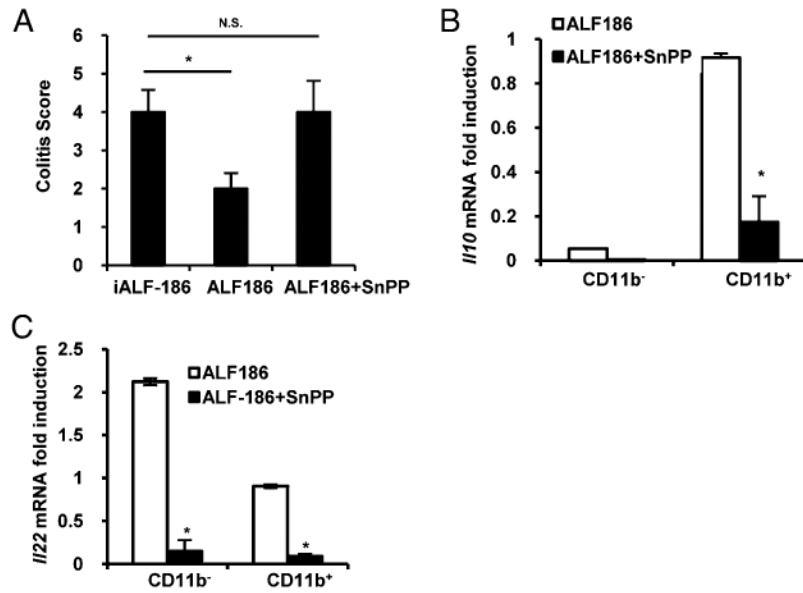 A
N.S.
*
Colitis Score
6
5
4
3
2
1
0
iALF-186 ALF186 ALF186+SnPP
B
Il10 mRNA fold induction
1
0.8
0.6
0.4
0.2
0
ALF186
ALF186+SnPP
*
CD11b⁻ CD11b⁺
C
Il22 mRNA fold induction
2.5
2
1.5
1
0.5
0
ALF186
ALF-186+SnPP
*
*
CD11b⁻ CD11b⁺